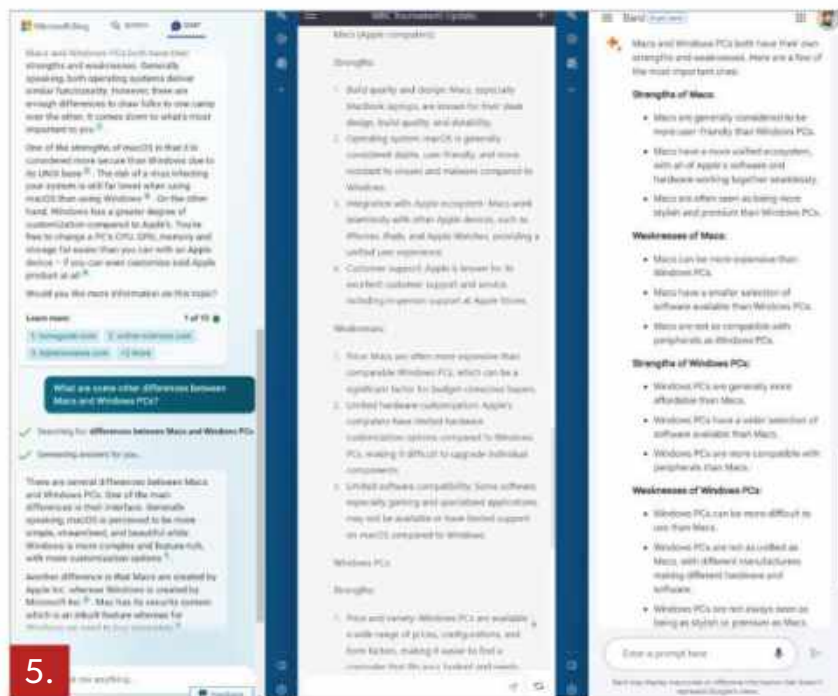 Microsoft Bing
CHAT
Macs and Windows PCs both have their
strengths and weaknesses. Generally
speaking, both operating systems deliver
similar functionality. However, there are
enough differences to draw folks to one camp
over the other. It comes down to what's most
important to you
One of the strengths of macOS is that it is
considered more secure than Windows due to
its UNIX base. The risk of a virus infecting
your system is still far lower when using
macOS than using Windows. On the other
hand, Windows has a greater degree of
customization compared to Apple's. You're
free to change a PC's CPU, GPU, memory and
storage far easier than you can with an Apple
device - if you can even customize said Apple
product at all
Would you like more information on this topic?
Learn more:
1 of 15
+2 more
What are some other differences between
Macs and Windows PCs?
Searching for: differences between Macs and Windows PCs
Generating answers for you...
There are several differences between Macs
and Windows PCs. One of the main
differences is their interface. Generally
speaking, macOS is perceived to be more
simple, streamlined, and beautiful while
Windows is more complex and feature-rich,
with more customization options
Another difference is that Macs are created by
Apple Inc. whereas Windows is created by
Microsoft Inc. Mac has its security system
which is an inbuilt feature whereas for
me anything...
Feedback
5.
Tournament Update
Macs (Apple computers):
Strengths:
1. Build quality and design: Macs, especially
MacBook laptops, are known for their sleek
design, build quality, and durability.
2. Operating system: macOS is generally
considered stable, user-friendly, and more
resistant to viruses and malware compared to
Windows.
3. Integration with Apple ecosystem: Macs work
seamlessly with other Apple devices, such as
iPhones, iPads, and Apple Watches, providing a
unified user experience.
4. Customer support: Apple is known for its
excellent customer support and service,
including in-person support at Apple Stores.
Weaknesses:
1. Price: Macs are often more expensive than
comparable Windows PCs, which can be a
significant factor for budget-conscious buyers.
2. Limited hardware customization: Apple's
computers have limited hardware
customization options compared to Windows
PCs, making it difficult to upgrade individual
components.
3. Limited software compatibility: Some software,
especially gaming and specialized applications,
may not be available or have limited support
on macOS compared to Windows.
Windows PCs:
Strengths:
1. Price and variety: Windows PCs are available in
a wide range of prices, configurations, and
form factors, making it easier to find a
computer that fits your budget and needs.
Bard
Macs and Windows PCs both have their own
strengths and weaknesses. Here are a few of
the most important ones:
Strengths of Macs:
• Macs are generally considered to be
more user-friendly than Windows PCs.
• Macs have a more unified ecosystem,
with all of Apple's software and
hardware working together seamlessly.
• Macs are often seen as being more
stylish and premium than Windows PCs.
Weaknesses of Macs:
• Macs can be more expensive than
Windows PCs.
• Macs have a smaller selection of
software available than Windows PCs.
• Macs are not as compatible with
peripherals as Windows PCs.
Strengths of Windows PCs:
• Windows PCs are generally more
affordable than Macs.
• Windows PCs have a wider selection of
software available than Macs.
• Windows PCs are more compatible with
peripherals than Macs.
Weaknesses of Windows PCs:
• Windows PCs can be more difficult to
use than Macs.
• Windows PCs are not as unified as
Macs, with different manufacturers
making different hardware and
software.
• Windows PCs are not always seen as
being as stylish or premium as Macs.
Enter a prompt here